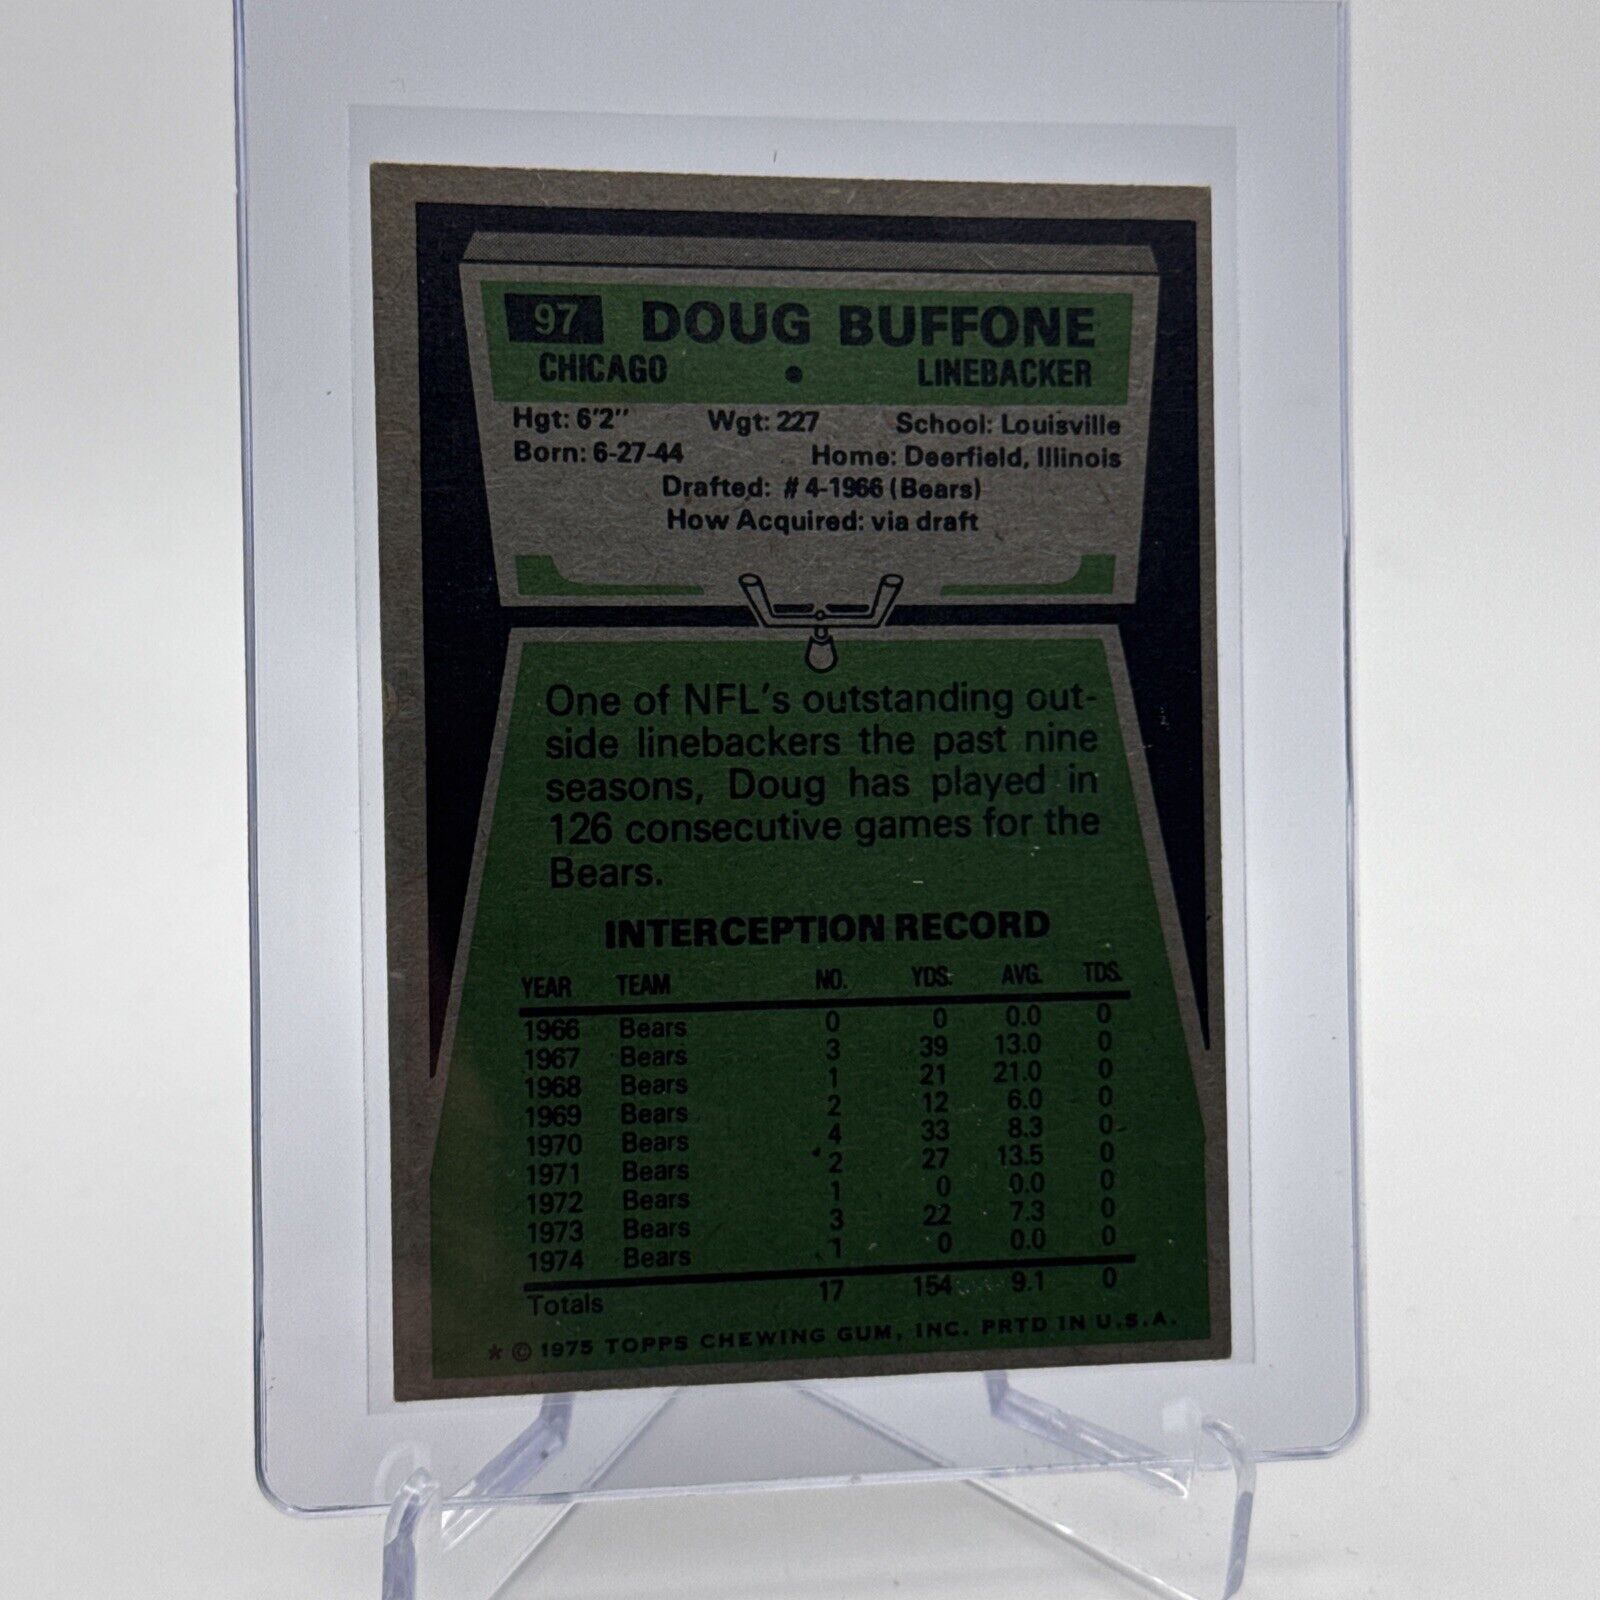 97 DOUG BUFFONE
CHICAGO • LINEBACKER
Hgt: 6'2" Wgt: 227 School: Louisville
Born: 6-27-44 Home: Deerfield, Illinois
Drafted: #4-1966 (Bears)
How Acquired: via draft
One of NFL's outstanding out-
side linebackers the past nine
seasons, Doug has played in
126 consecutive games for the
Bears.
INTERCEPTION RECORD
YEAR TEAM NO. YDS. AVG. TDS.
1966 Bears 0 0 0.0 0
1967 Bears 3 39 13.0 0
1968 Bears 1 21 21.0 0
1969 Bears 2 12 6.0 0
1970 Bears 4 33 8.3 0
1971 Bears 2 27 13.5 0
1972 Bears 1 0 0.0 0
1973 Bears 3 22 7.3 0
1974 Bears 1 0 0.0 0
Totals 17 154 9.1 0
* © 1975 TOPPS CHEWING GUM, INC. PRTD IN U.S.A.